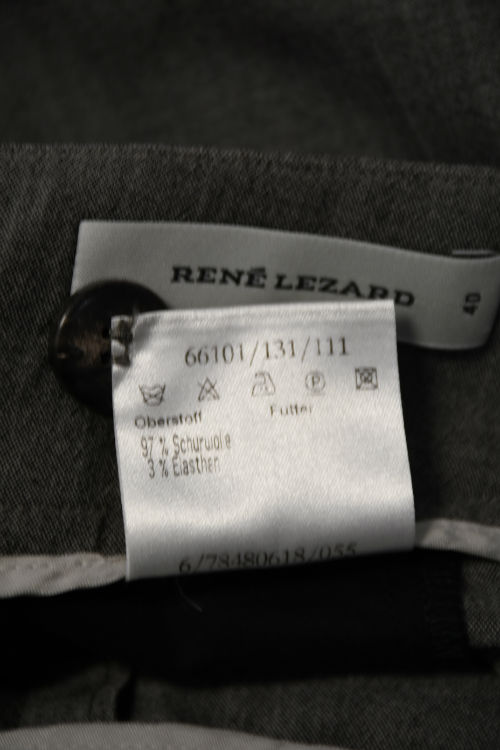 RENÉ LEZARD
40
66101/131/111
P
Oberstoff Futter
97 % Schurwolle
3 % Elasthan
6/78480618/055